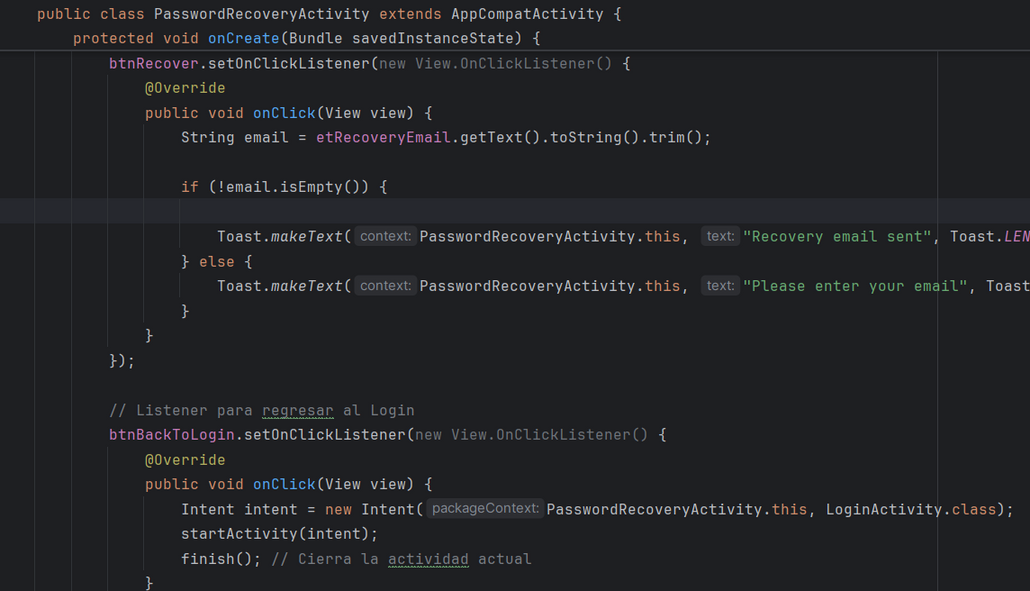 public class PasswordRecoveryActivity extends AppCompatActivity {
protected void onCreate(Bundle savedInstanceState) {
btnRecover.setOnClickListener(new View.OnClickListener() {
@Override
public void onClick(View view) {
String email = etRecoveryEmail.getText().toString().trim();
if (!email.isEmpty()) {
Toast.makeText( context: PasswordRecoveryActivity.this, text: "Recovery email sent", Toast.LEN
} else {
Toast.makeText( context: PasswordRecoveryActivity.this, text: "Please enter your email", Toast
}
}
});
// Listener para regresar al Login
btnBackToLogin.setOnClickListener(new View.OnClickListener() {
@Override
public void onClick(View view) {
Intent intent = new Intent( packageContext: PasswordRecoveryActivity.this, LoginActivity.class);
startActivity(intent);
finish(); // Cierra la actividad actual
}